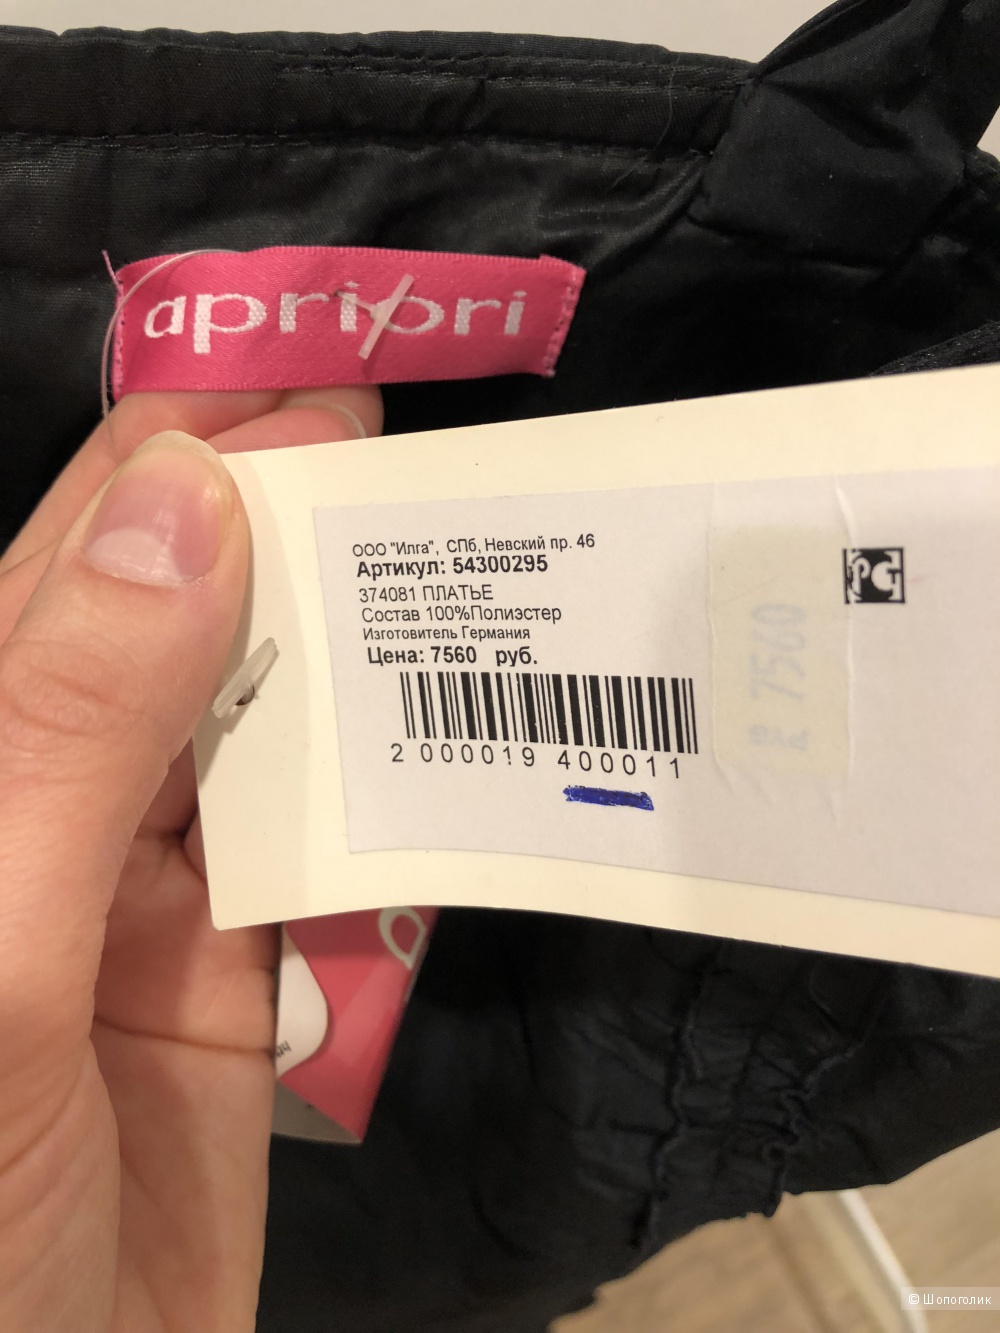 apriori
ООО "Илга", СПб, Невский пр. 46
Артикул: 54300295
374081 ПЛАТЬЕ
Состав 100%Полиэстер
Изготовитель Германия
Цена: 7560 руб.
2 000019 400011
7560
© Шопоголик